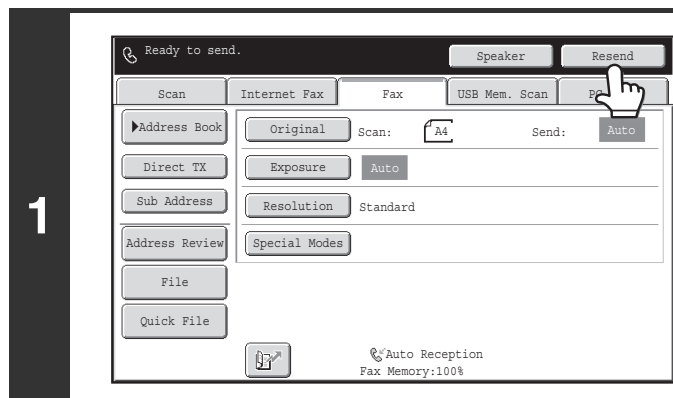 1
Ready to send.
Speaker
Resend
Scan
Internet Fax
Fax
USB Mem. Scan
Address Book
Original
Scan:
A4
Send:
Auto
Direct TX
Exposure
Auto
Sub Address
Resolution
Standard
Address Review
Special Modes
File
Quick File
Auto Reception
Fax Memory:100%